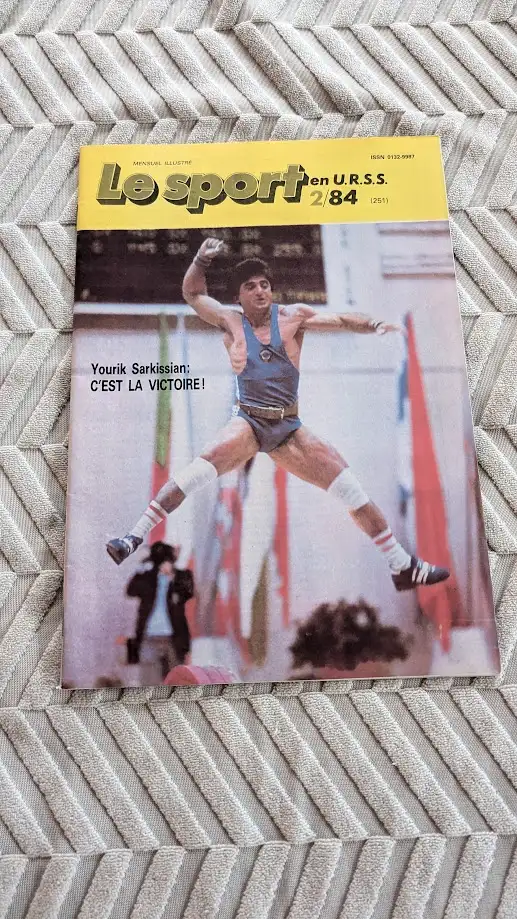 MENSUEL ILLUSTRÉ
ISSN 0132-9987
Le sport en U.R.S.S.
2/84 (251)
Yourik Sarkissian:
C'EST LA VICTOIRE!